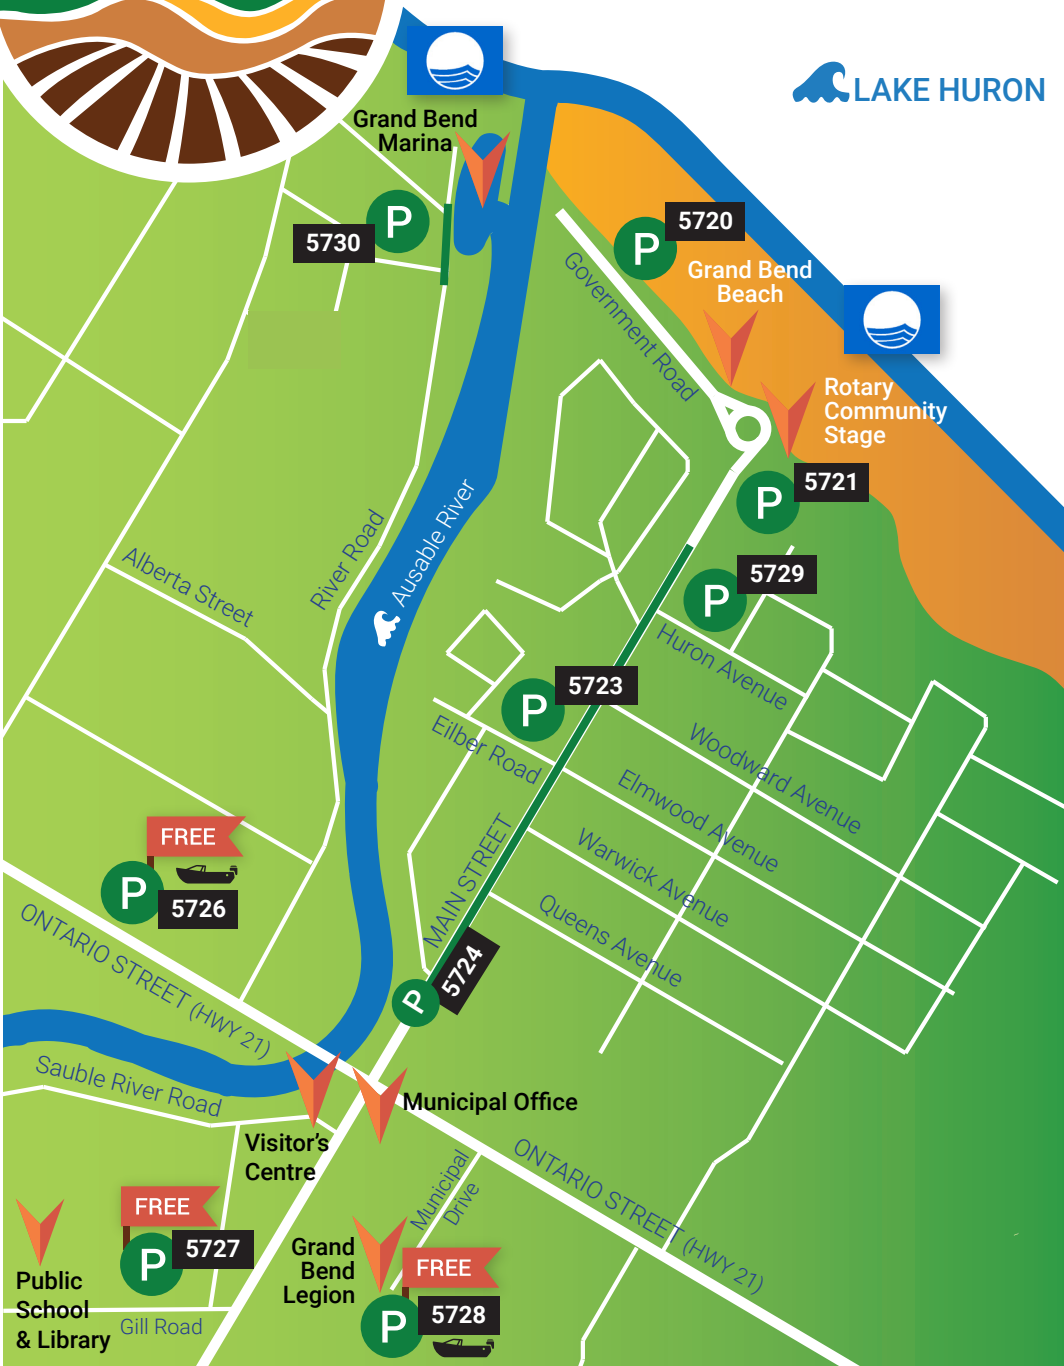 LAKE HURON
Grand Bend
Marina
P
5730
P
5720
Government Road
Grand Bend
Beach
Rotary
Community
Stage
P
5721
River Road
Ausable River
Alberta Street
P
5729
Huron Avenue
P
5723
Eilber Road
Woodward Avenue
Elmwood Avenue
MAIN STREET
Warwick Avenue
Queens Avenue
FREE
P
5726
P
5724
ONTARIO STREET (HWY 21)
Sauble River Road
Municipal Office
Visitor's
Centre
ONTARIO STREET (HWY 21)
Municipal
Drive
FREE
P
5727
Grand
Bend
Legion
FREE
P
5728
Public
School
& Library
Gill Road